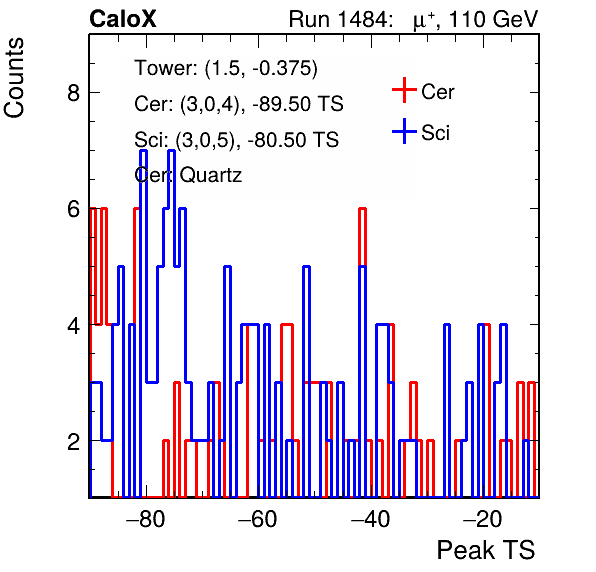 CaloX Run 1484: μ⁺, 110 GeV
Counts
Tower: (1.5, -0.375)
Cer: (3,0,4), -89.50 TS
Sci: (3,0,5), -80.50 TS
Cer: Quartz
Cer
Sci
8
6
4
2
−80 −60 −40 −20
Peak TS